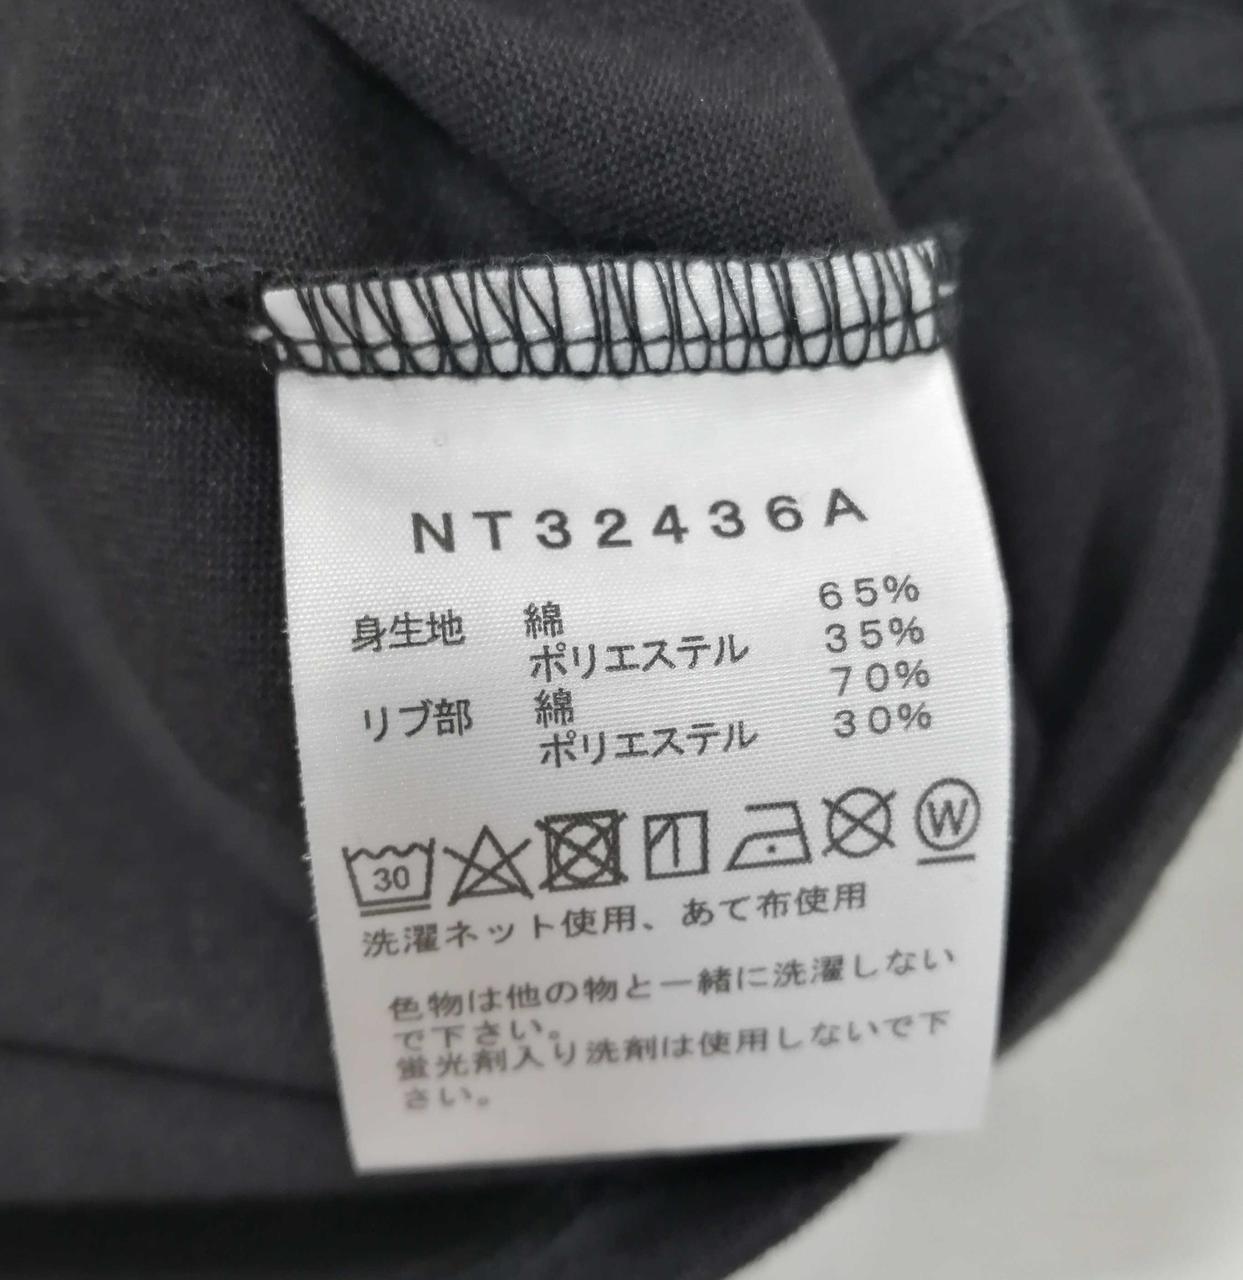 NT32436A
身生地 綿 65%
ポリエステル 35%
リブ部 綿 70%
ポリエステル 30%
30 W
洗濯ネット使用、あて布使用
色物は他の物と一緒に洗濯しない
で下さい。
蛍光剤入り洗剤は使用しないで下
さい。